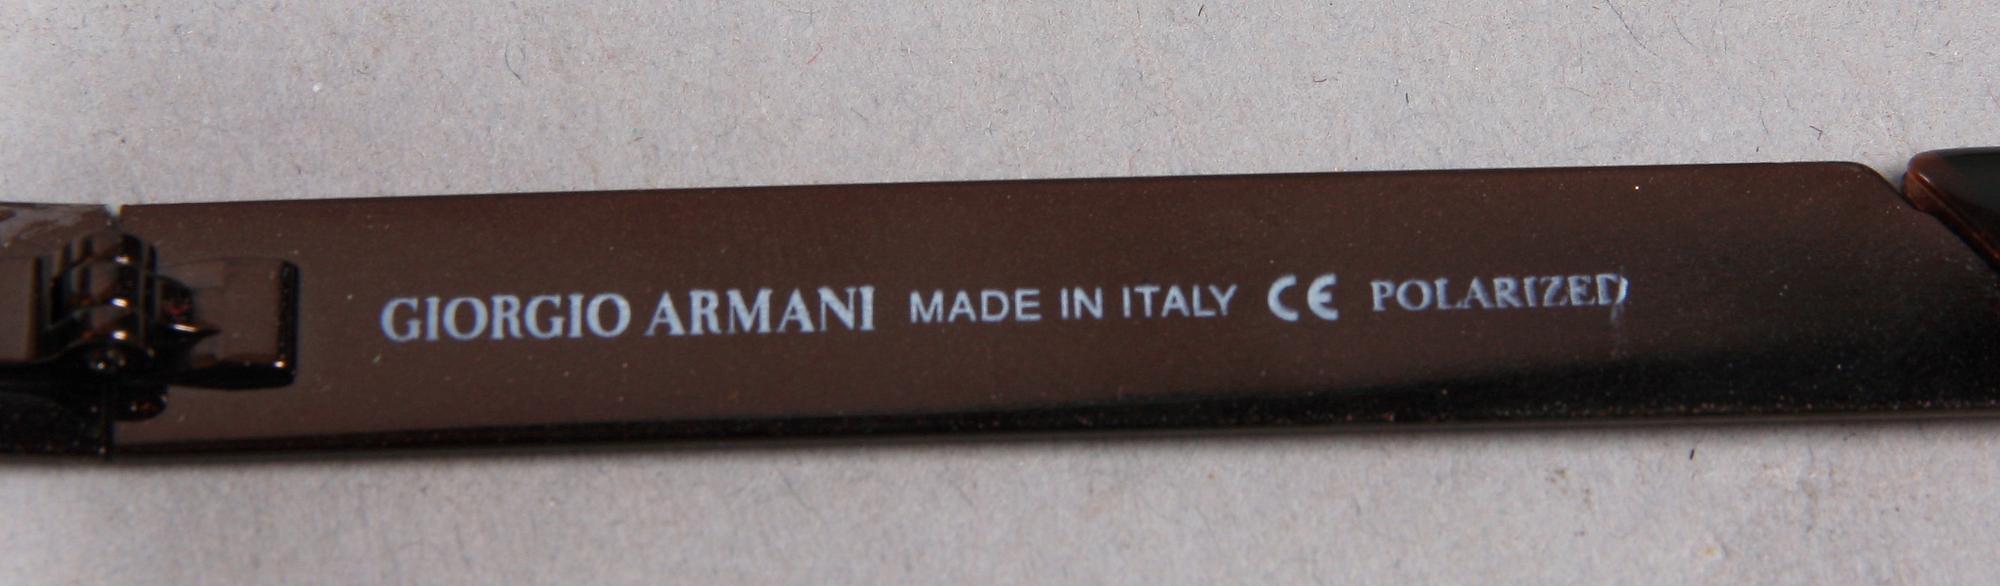 GIORGIO ARMANI MADE IN ITALY CE POLARIZED